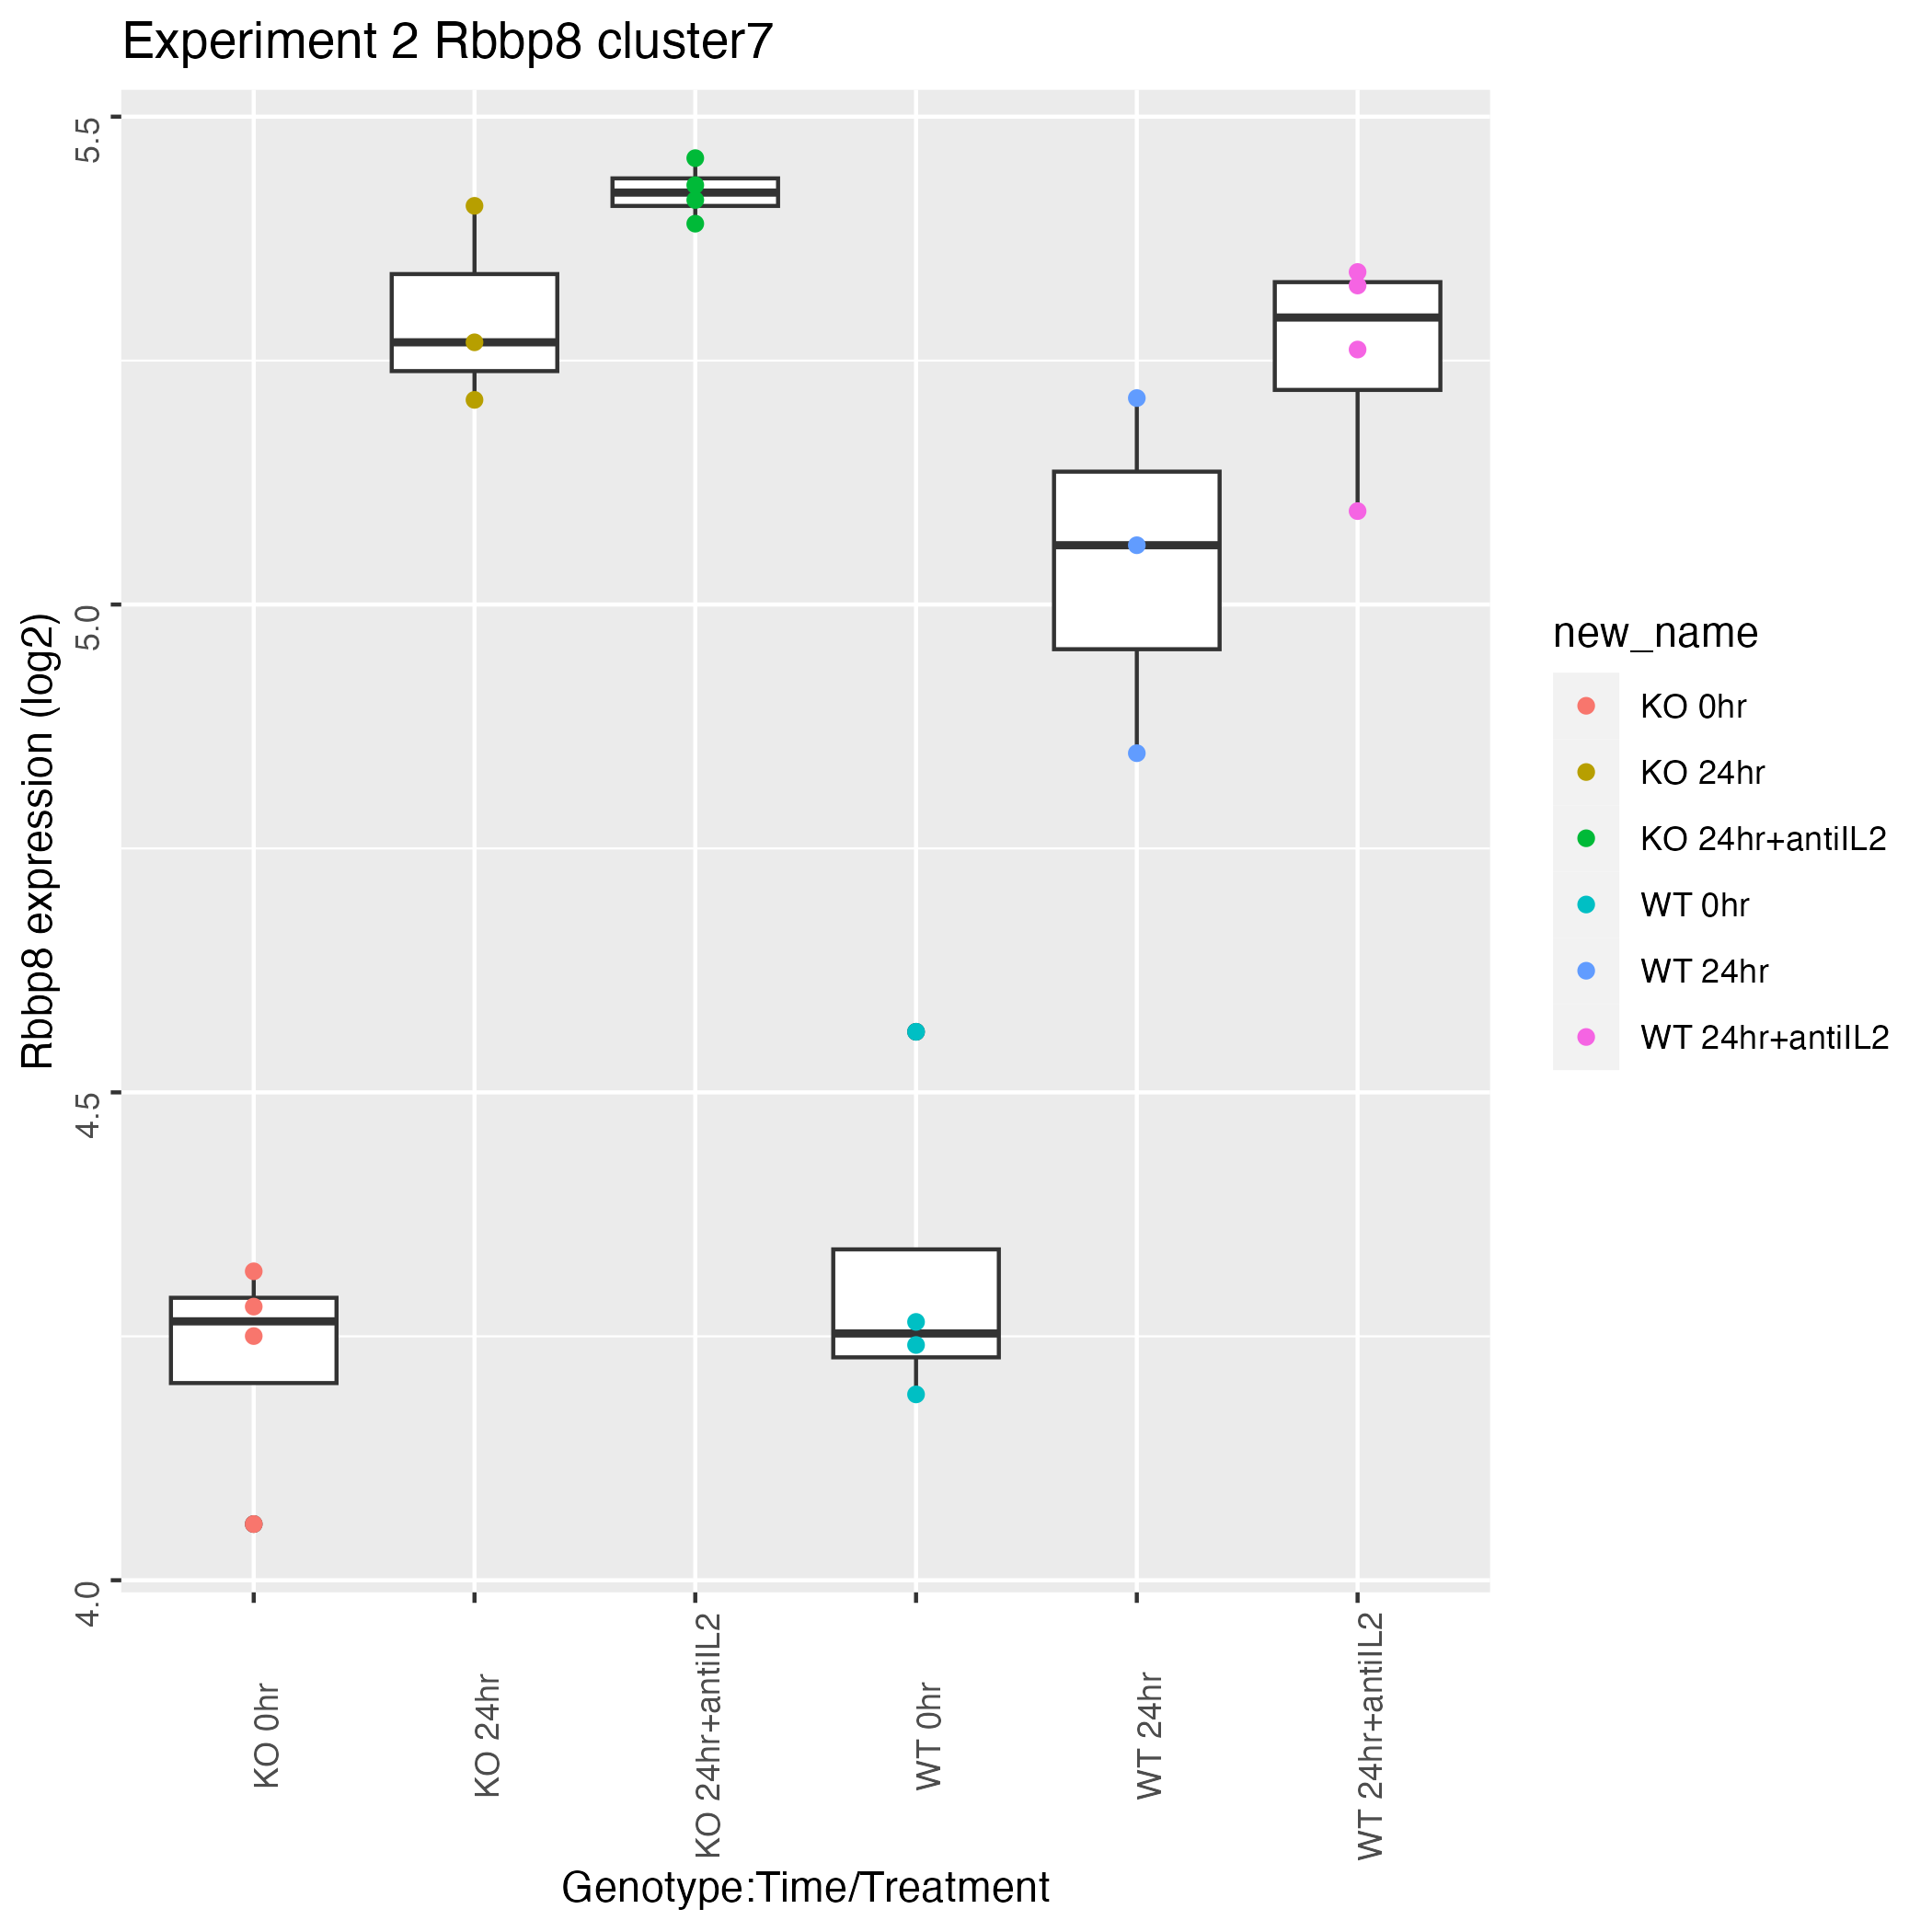 Experiment 2 Rbbp8 cluster7
Rbbp8 expression (log2)
5.5
5.0
4.5
4.0
KO 0hr
KO 24hr
KO 24hr+antiIL2
WT 0hr
WT 24hr
WT 24hr+antiIL2
Genotype:Time/Treatment
new_name
KO 0hr
KO 24hr
KO 24hr+antiIL2
WT 0hr
WT 24hr
WT 24hr+antiIL2